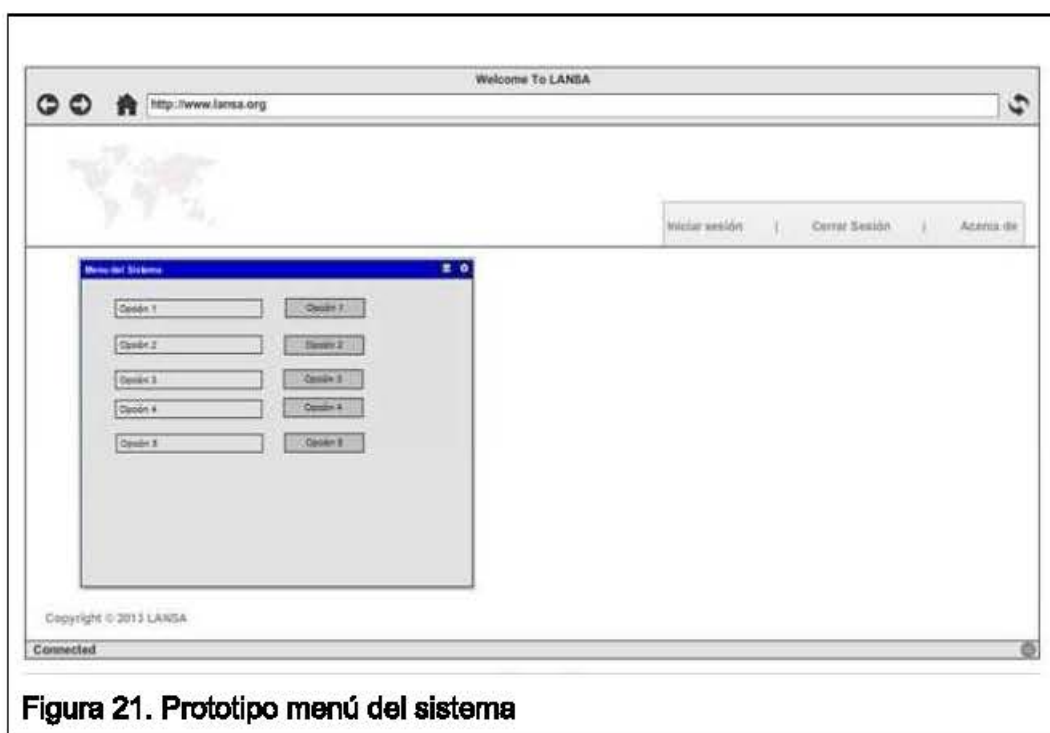 Welcome To LANSA
http://www.lansa.org
Iniciar sesión | Cerrar Sesión | Acerca de
Menu del Sistema
Opción 1 Opción 1
Opción 2 Opción 2
Opción 3 Opción 3
Opción 4 Opción 4
Opción 5 Opción 5
Copyright © 2013 LANSA
Connected
Figura 21. Prototipo menú del sistema